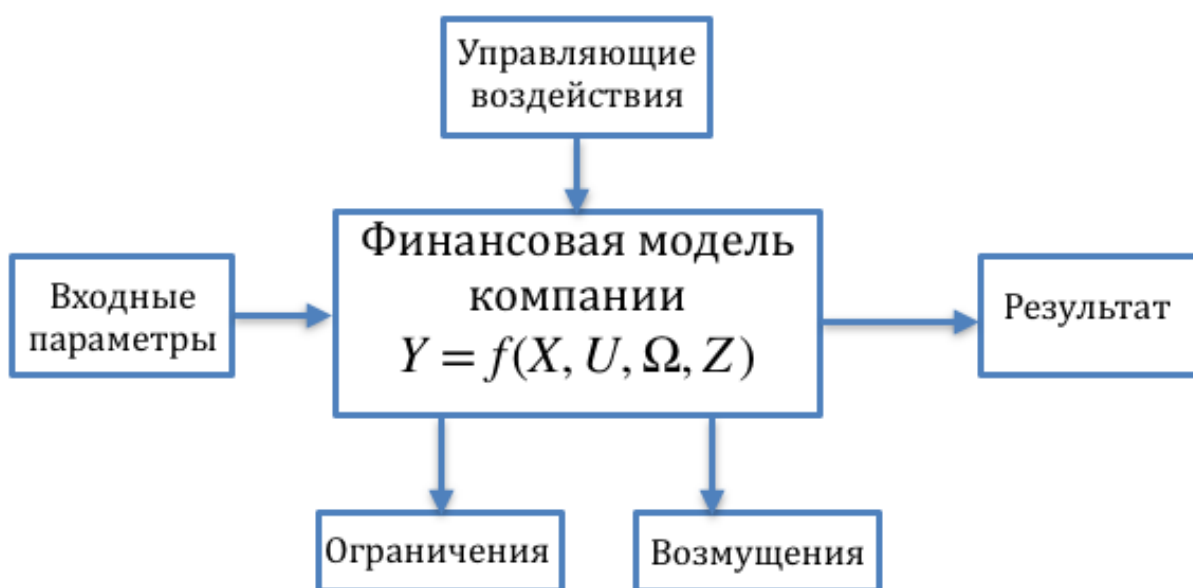 Управляющие
воздействия
Финансовая модель
компании
Y = f(X, U, Ω, Z)
Входные
параметры
Результат
Ограничения
Возмущения